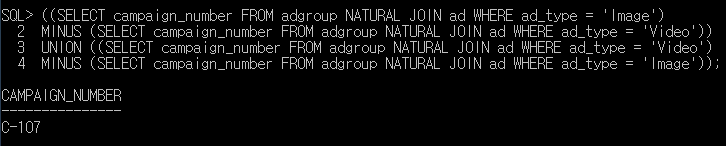 SQL> ((SELECT campaign_number FROM adgroup NATURAL JOIN ad WHERE ad_type = 'Image')
2 MINUS (SELECT campaign_number FROM adgroup NATURAL JOIN ad WHERE ad_type = 'Video'))
3 UNION ((SELECT campaign_number FROM adgroup NATURAL JOIN ad WHERE ad_type = 'Video')
4 MINUS (SELECT campaign_number FROM adgroup NATURAL JOIN ad WHERE ad_type = 'Image'));
CAMPAIGN_NUMBER
---------------
C-107